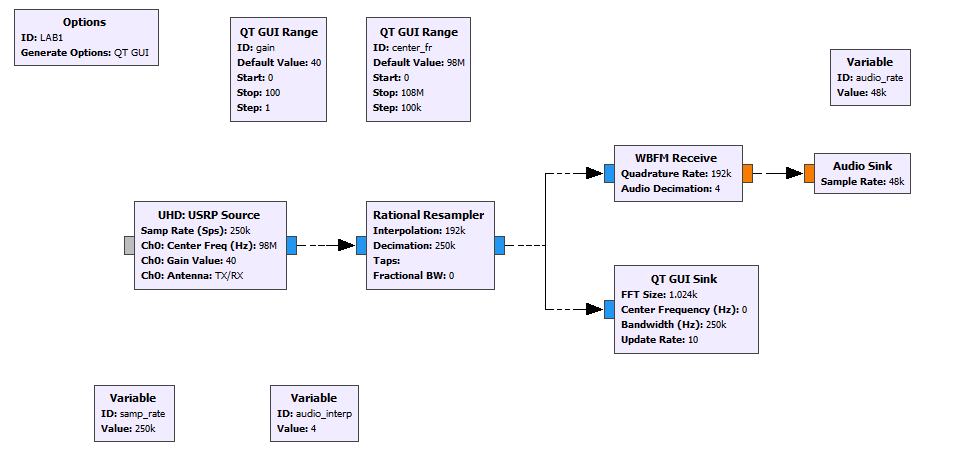 Options
ID: LAB1
Generate Options: QT GUI
QT GUI Range
ID: gain
Default Value: 40
Start: 0
Stop: 100
Step: 1
QT GUI Range
ID: center_fr
Default Value: 98M
Start: 0
Stop: 108M
Step: 100k
Variable
ID: audio_rate
Value: 48k
UHD: USRP Source
Samp Rate (Sps): 250k
Ch0: Center Freq (Hz): 98M
Ch0: Gain Value: 40
Ch0: Antenna: TX/RX
Rational Resampler
Interpolation: 192k
Decimation: 250k
Taps:
Fractional BW: 0
WBFM Receive
Quadrature Rate: 192k
Audio Decimation: 4
Audio Sink
Sample Rate: 48k
QT GUI Sink
FFT Size: 1.024k
Center Frequency (Hz): 0
Bandwidth (Hz): 250k
Update Rate: 10
Variable
ID: samp_rate
Value: 250k
Variable
ID: audio_interp
Value: 4